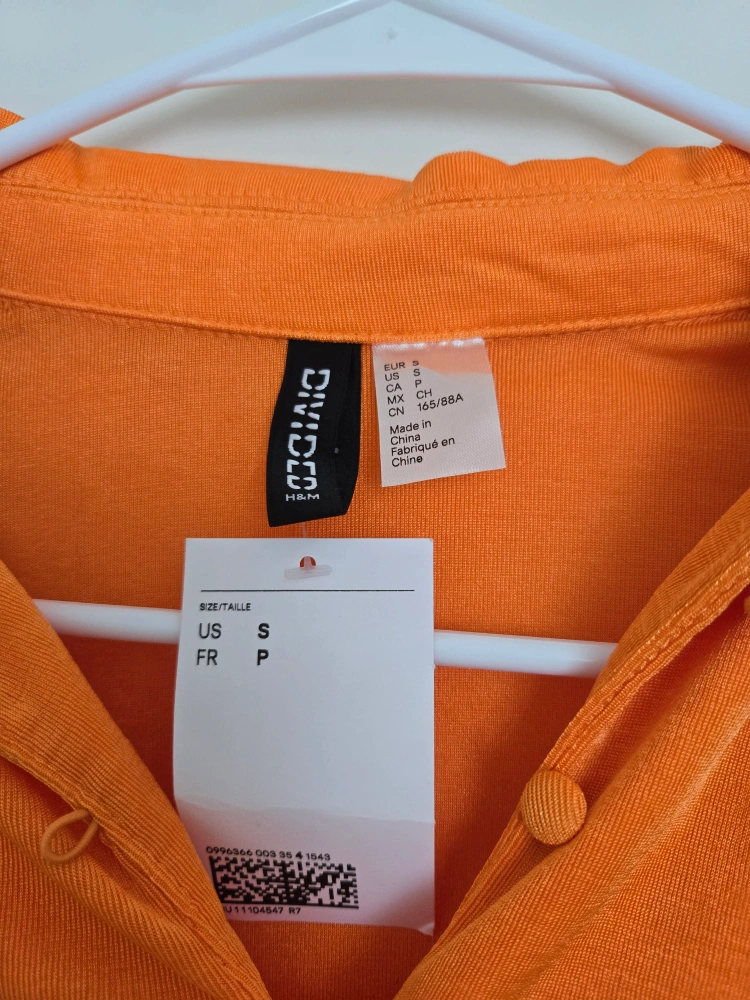 DIVIDED
H&M
EUR S
US S
CA P
MX CH
CN 165/88A
Made in
China
Fabriqué en
Chine
SIZE/TAILLE
US S
FR P
0996366 003 35 4 1543
U11104547 R7